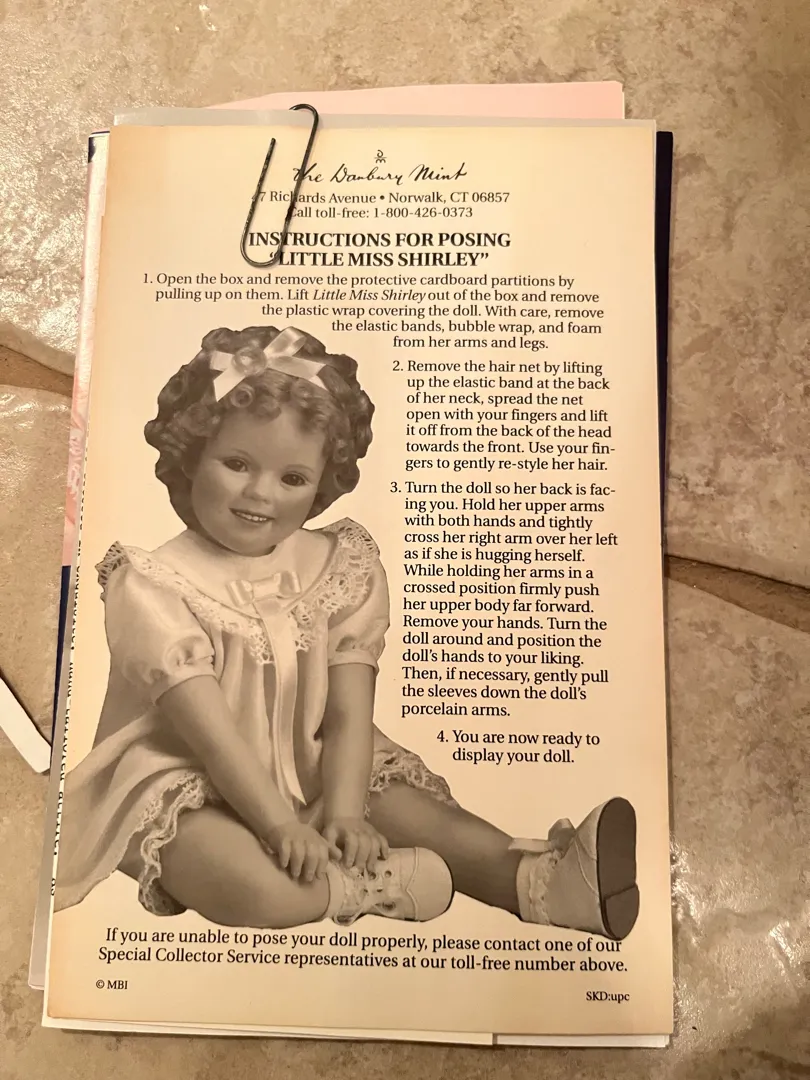 The Danbury Mint
47 Richards Avenue • Norwalk, CT 06857
Call toll-free: 1-800-426-0373
INSTRUCTIONS FOR POSING
“LITTLE MISS SHIRLEY”
1. Open the box and remove the protective cardboard partitions by
pulling up on them. Lift Little Miss Shirley out of the box and remove
the plastic wrap covering the doll. With care, remove
the elastic bands, bubble wrap, and foam
from her arms and legs.
2. Remove the hair net by lifting
up the elastic band at the back
of her neck, spread the net
open with your fingers and lift
it off from the back of the head
towards the front. Use your fin-
gers to gently re-style her hair.
3. Turn the doll so her back is fac-
ing you. Hold her upper arms
with both hands and tightly
cross her right arm over her left
as if she is hugging herself.
While holding her arms in a
crossed position firmly push
her upper body far forward.
Remove your hands. Turn the
doll around and position the
doll’s hands to your liking.
Then, if necessary, gently pull
the sleeves down the doll’s
porcelain arms.
4. You are now ready to
display your doll.
If you are unable to pose your doll properly, please contact one of our
Special Collector Service representatives at our toll-free number above.
© MBI
SKD:upc